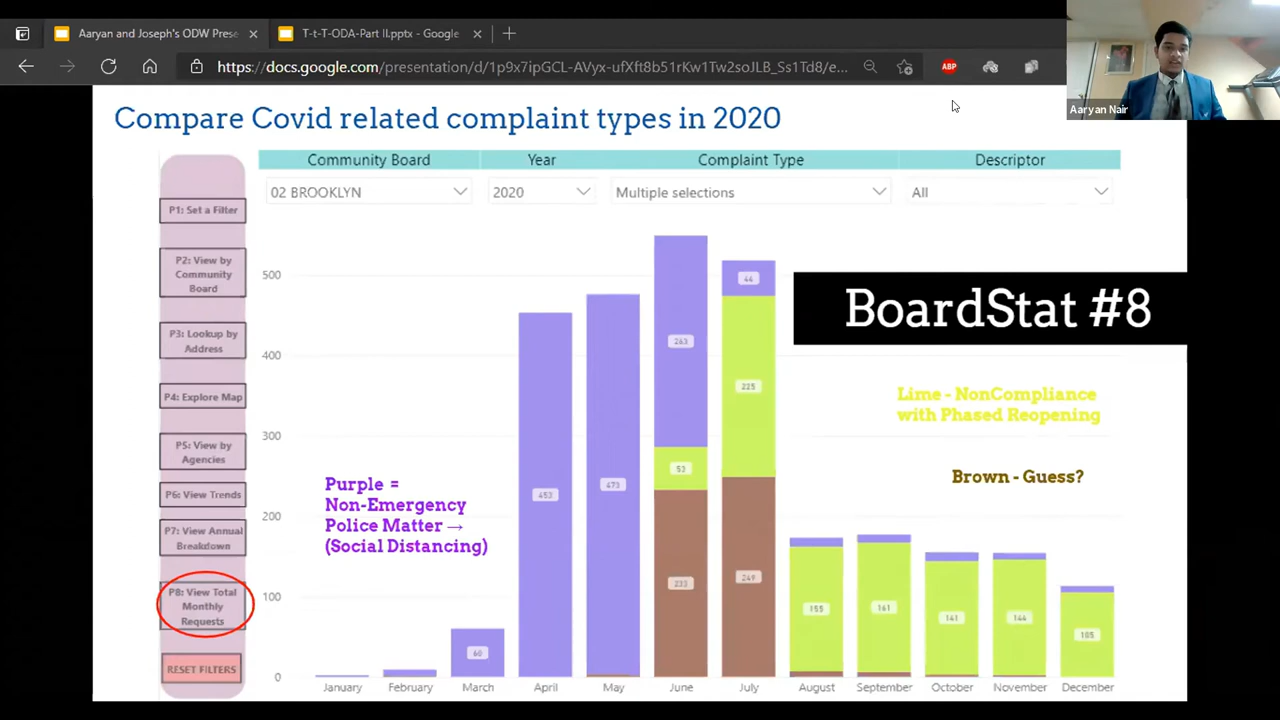 Aaryan and Joseph's ODW Prese
T-t-T-ODA-Part II.pptx - Google
https://docs.google.com/presentation/d/1p9x7ipGCL-AVyx-ufXft8b51rKw1Tw2soJLB_Ss1Td8/e...
ABP
Aaryan Nair
Compare Covid related complaint types in 2020
Community Board Year Complaint Type Descriptor
02 BROOKLYN 2020 Multiple selections All
P1: Set a Filter
P2: View by
Community
Board
P3: Lookup by
Address
P4: Explore Map
P5: View by
Agencies
P6: View Trends
P7: View Annual
Breakdown
P8: View Total
Monthly
Requests
RESET FILTERS
500
400
300
200
100
0
Purple =
Non-Emergency
Police Matter →
(Social Distancing)
60
453
473
263
53
233
44
225
249
155
161
141
144
105
BoardStat #8
Lime - NonCompliance
with Phased Reopening
Brown - Guess?
January February March April May June July August September October November December